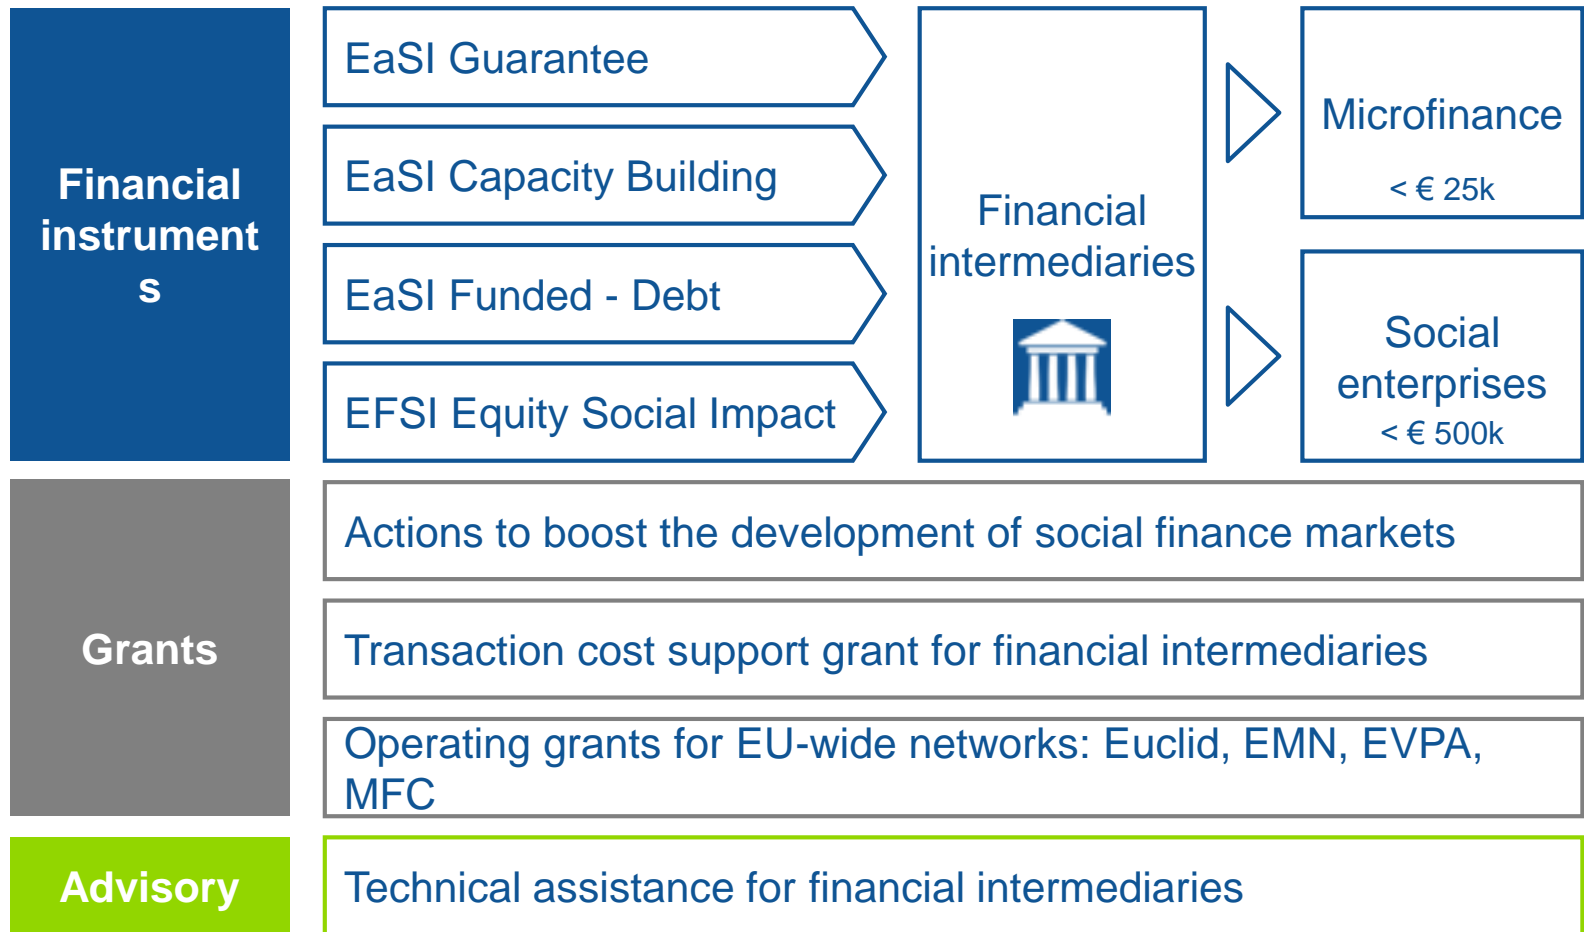 Financial
instrument
s
EaSI Guarantee
EaSI Capacity Building
EaSI Funded - Debt
EFSI Equity Social Impact
Financial
intermediaries
Microfinance
< € 25k
Social
enterprises
< € 500k
Grants
Actions to boost the development of social finance markets
Transaction cost support grant for financial intermediaries
Operating grants for EU-wide networks: Euclid, EMN, EVPA,
MFC
Advisory
Technical assistance for financial intermediaries